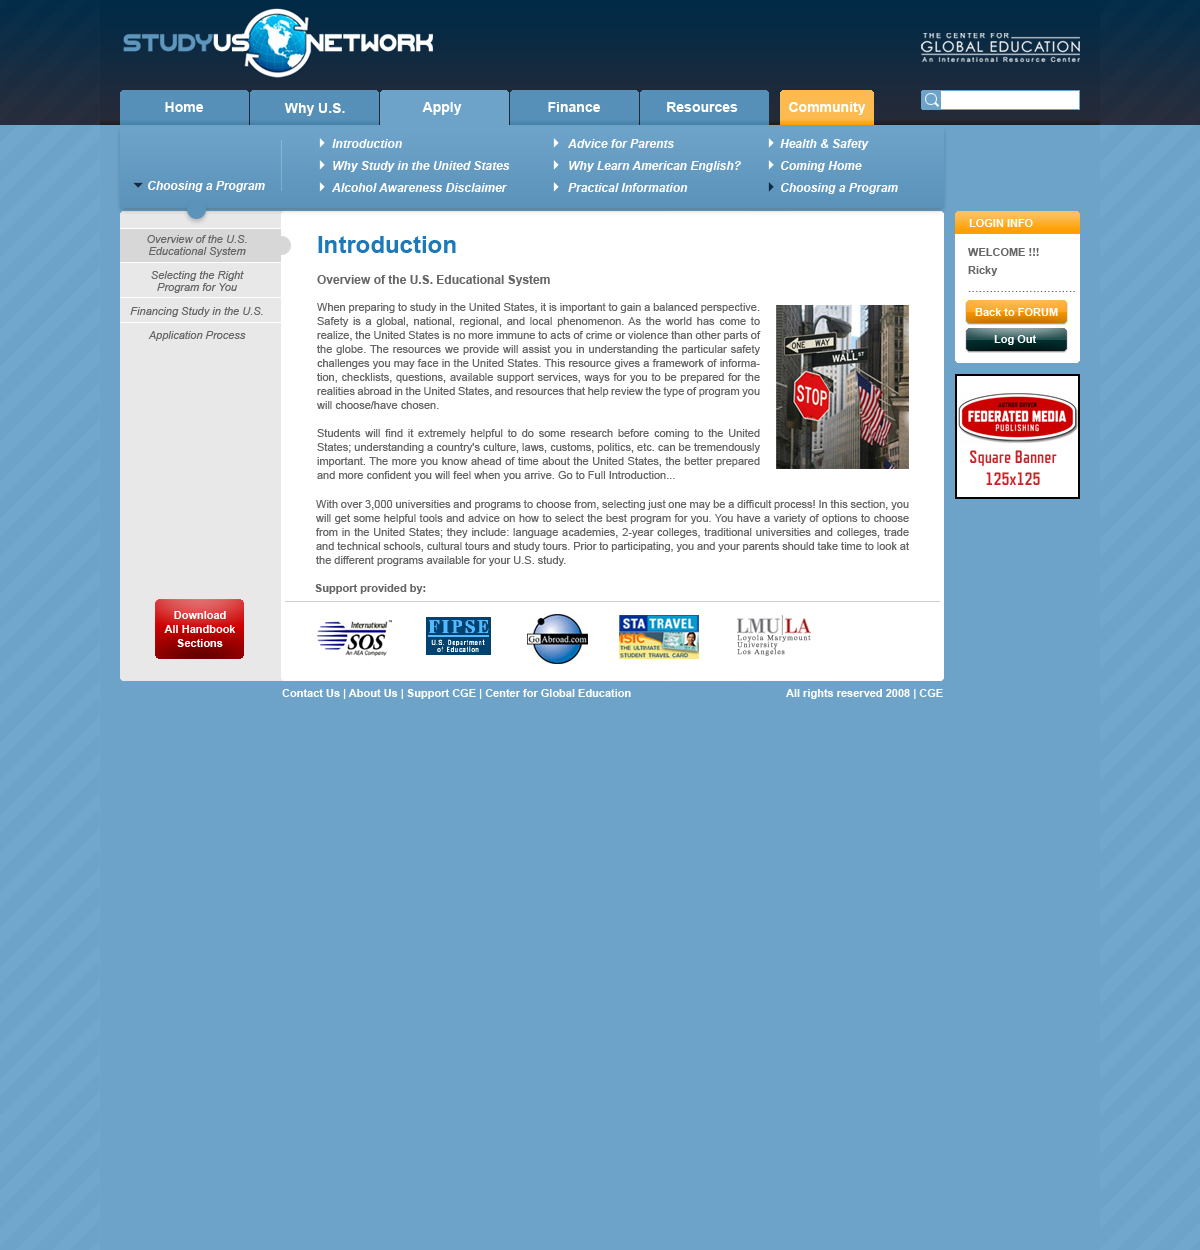 STUDYUS NETWORK
THE CENTER FOR
GLOBAL EDUCATION
An International Resource Center
Home
Why U.S.
Apply
Finance
Resources
Community
Introduction
Why Study in the United States
Alcohol Awareness Disclaimer
Advice for Parents
Why Learn American English?
Practical Information
Health & Safety
Coming Home
Choosing a Program
Choosing a Program
Overview of the U.S.
Educational System
Selecting the Right
Program for You
Financing Study in the U.S.
Application Process
Download
All Handbook
Sections
Introduction
Overview of the U.S. Educational System
When preparing to study in the United States, it is important to gain a balanced perspective.
Safety is a global, national, regional, and local phenomenon. As the world has come to
realize, the United States is no more immune to acts of crime or violence than other parts of
the globe. The resources we provide will assist you in understanding the particular safety
challenges you may face in the United States. This resource gives a framework of informa-
tion, checklists, questions, available support services, ways for you to be prepared for the
realities abroad in the United States, and resources that help review the type of program you
will choose/have chosen.
Students will find it extremely helpful to do some research before coming to the United
States; understanding a country's culture, laws, customs, politics, etc. can be tremendously
important. The more you know ahead of time about the United States, the better prepared
and more confident you will feel when you arrive. Go to Full Introduction...
ONE WAY
WALL ST
STOP
With over 3,000 universities and programs to choose from, selecting just one may be a difficult process! In this section, you
will get some helpful tools and advice on how to select the best program for you. You have a variety of options to choose
from in the United States; they include: language academies, 2-year colleges, traditional universities and colleges, trade
and technical schools, cultural tours and study tours. Prior to participating, you and your parents should take time to look at
the different programs available for your U.S. study.
Support provided by:
International
SOS
An AEA Company
FIPSE
U.S. Department
of Education
GoAbroad.com
STA TRAVEL
ISIC
THE ULTIMATE
STUDENT TRAVEL CARD
LMU|LA
Loyola Marymount
University
Los Angeles
LOGIN INFO
WELCOME !!!
Ricky
Back to FORUM
Log Out
AUTHOR DRIVEN
FEDERATED MEDIA
PUBLISHING
Square Banner
125x125
Contact Us | About Us | Support CGE | Center for Global Education
All rights reserved 2008 | CGE